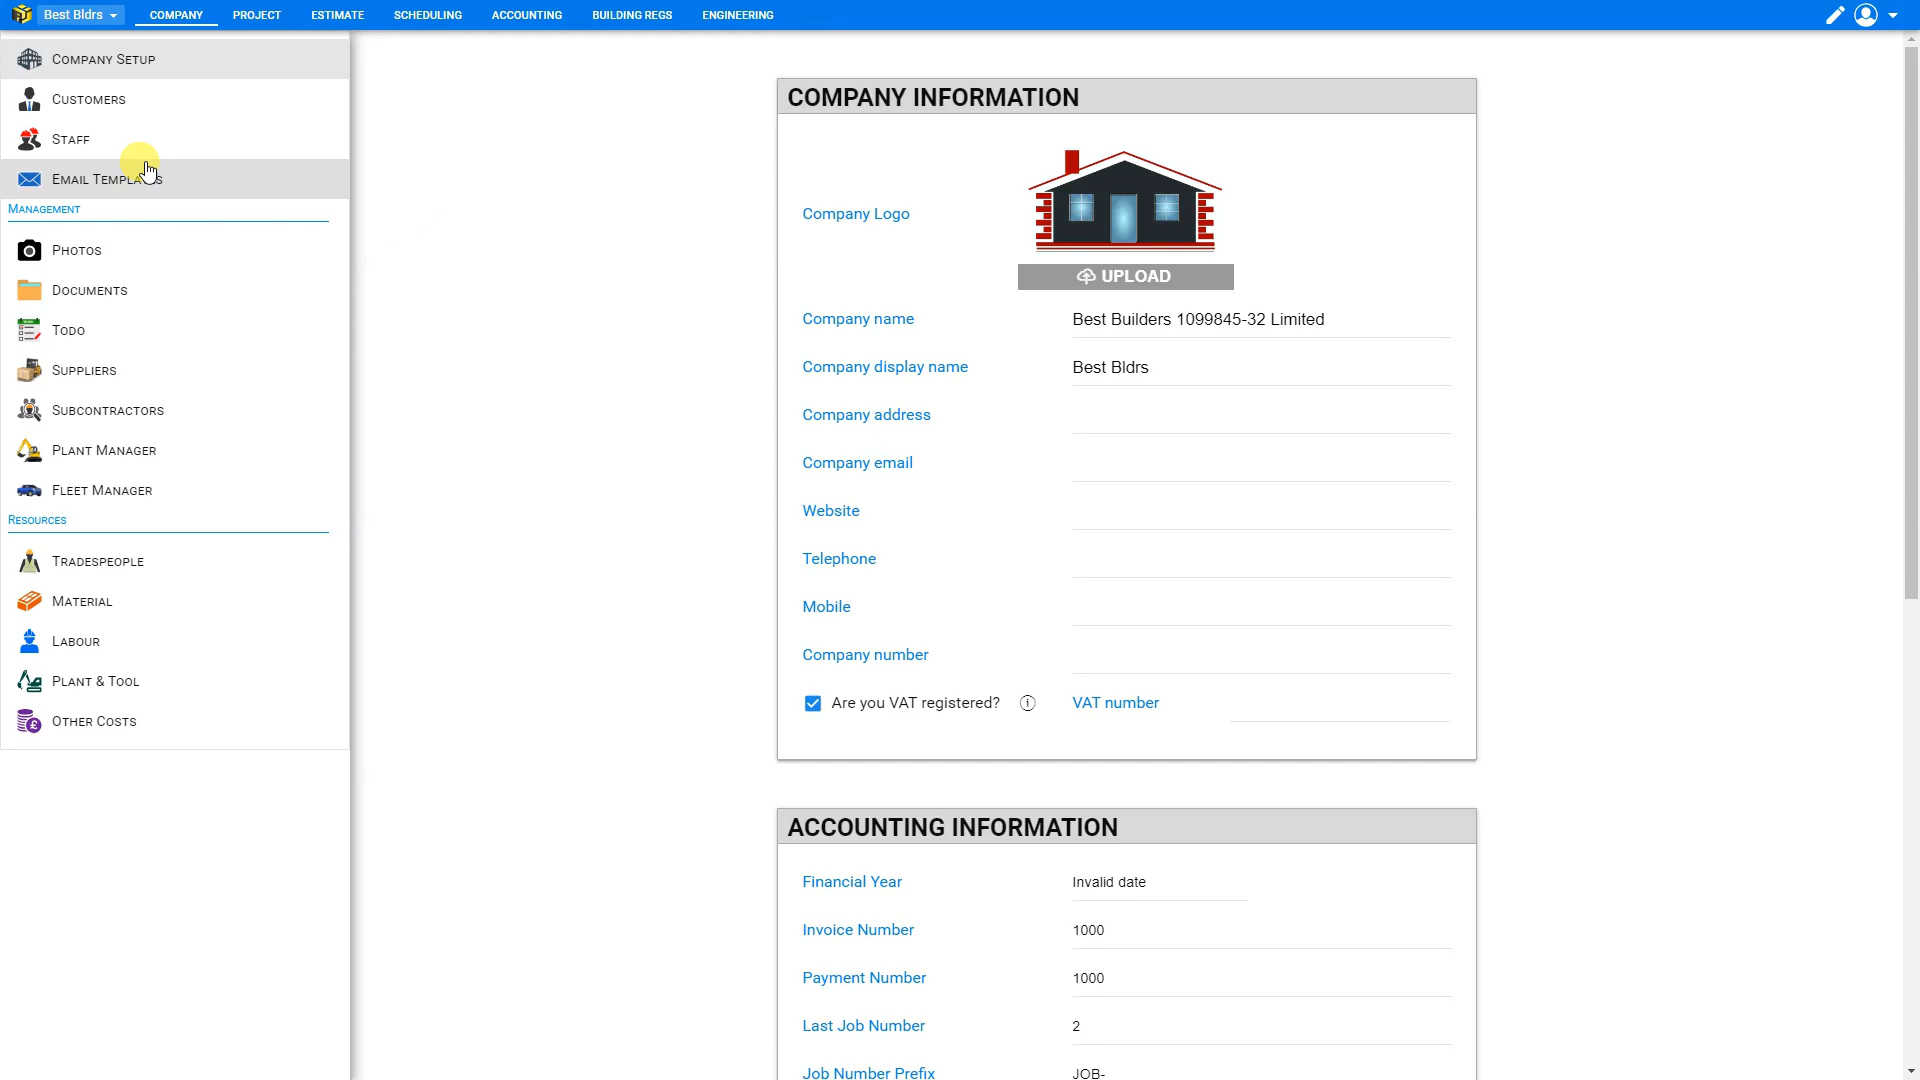 Best Bldrs
COMPANY
PROJECT
ESTIMATE
SCHEDULING
ACCOUNTING
BUILDING REGS
ENGINEERING
COMPANY SETUP
CUSTOMERS
STAFF
EMAIL TEMPLATES
MANAGEMENT
PHOTOS
DOCUMENTS
TODO
SUPPLIERS
SUBCONTRACTORS
PLANT MANAGER
FLEET MANAGER
RESOURCES
TRADESPEOPLE
MATERIAL
LABOUR
PLANT & TOOL
OTHER COSTS
COMPANY INFORMATION
Company Logo
UPLOAD
Company name Best Builders 1099845-32 Limited
Company display name Best Bldrs
Company address
Company email
Website
Telephone
Mobile
Company number
Are you VAT registered? VAT number
ACCOUNTING INFORMATION
Financial Year Invalid date
Invoice Number 1000
Payment Number 1000
Last Job Number 2
Job Number Prefix JOB-